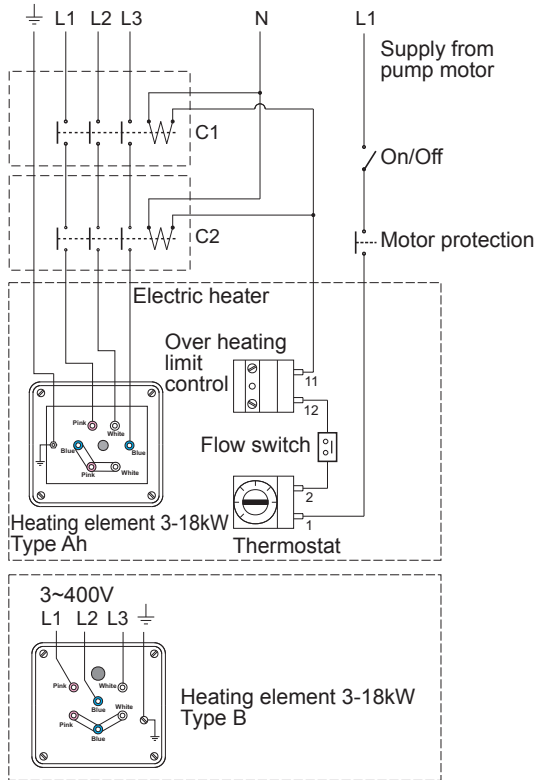 L1 L2 L3 N L1
Supply from
pump motor
C1
On/Off
C2
Motor protection
Electric heater
Over heating
limit
control
11
12
Pink
White
Blue
Blue
Pink
White
Flow switch
2
1
Heating element 3-18kW
Type Ah
Thermostat
3~400V
L1 L2 L3
Pink
White
Blue
Pink
White
Blue
Heating element 3-18kW
Type B